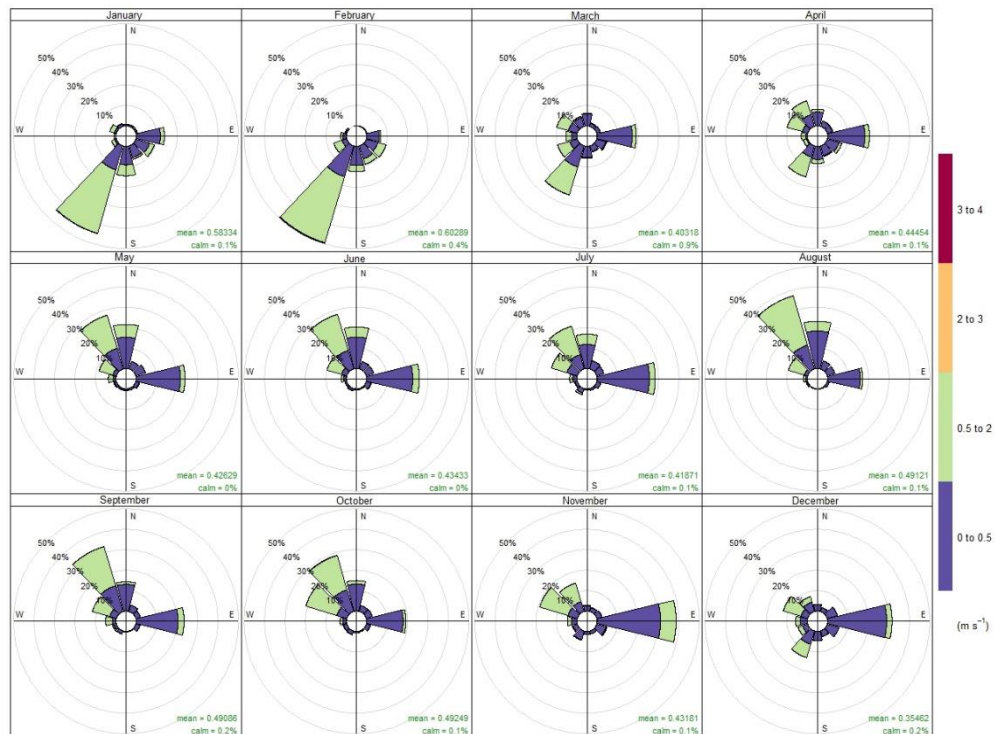 January
N
50%
40%
30%
20%
10%
W
E
S
mean = 0.58334
calm = 0.1%
February
N
50%
40%
30%
20%
10%
W
E
S
mean = 0.60289
calm = 0.4%
March
N
50%
40%
30%
20%
10%
W
E
S
mean = 0.40318
calm = 0.9%
April
N
50%
40%
30%
20%
10%
W
E
S
mean = 0.44454
calm = 0.1%
May
N
50%
40%
30%
20%
10%
W
E
S
mean = 0.42629
calm = 0%
June
N
50%
40%
30%
20%
10%
W
E
S
mean = 0.43433
calm = 0%
July
N
50%
40%
30%
20%
10%
W
E
S
mean = 0.41871
calm = 0.1%
August
N
50%
40%
30%
20%
10%
W
E
S
mean = 0.49121
calm = 0.1%
September
N
50%
40%
30%
20%
10%
W
E
S
mean = 0.49086
calm = 0.2%
October
N
50%
40%
30%
20%
10%
W
E
S
mean = 0.49249
calm = 0.1%
November
N
50%
40%
30%
20%
10%
W
E
S
mean = 0.43181
calm = 0.1%
December
N
50%
40%
30%
20%
10%
W
E
S
mean = 0.35462
calm = 0.2%
3 to 4
2 to 3
0.5 to 2
0 to 0.5
(m s⁻¹)